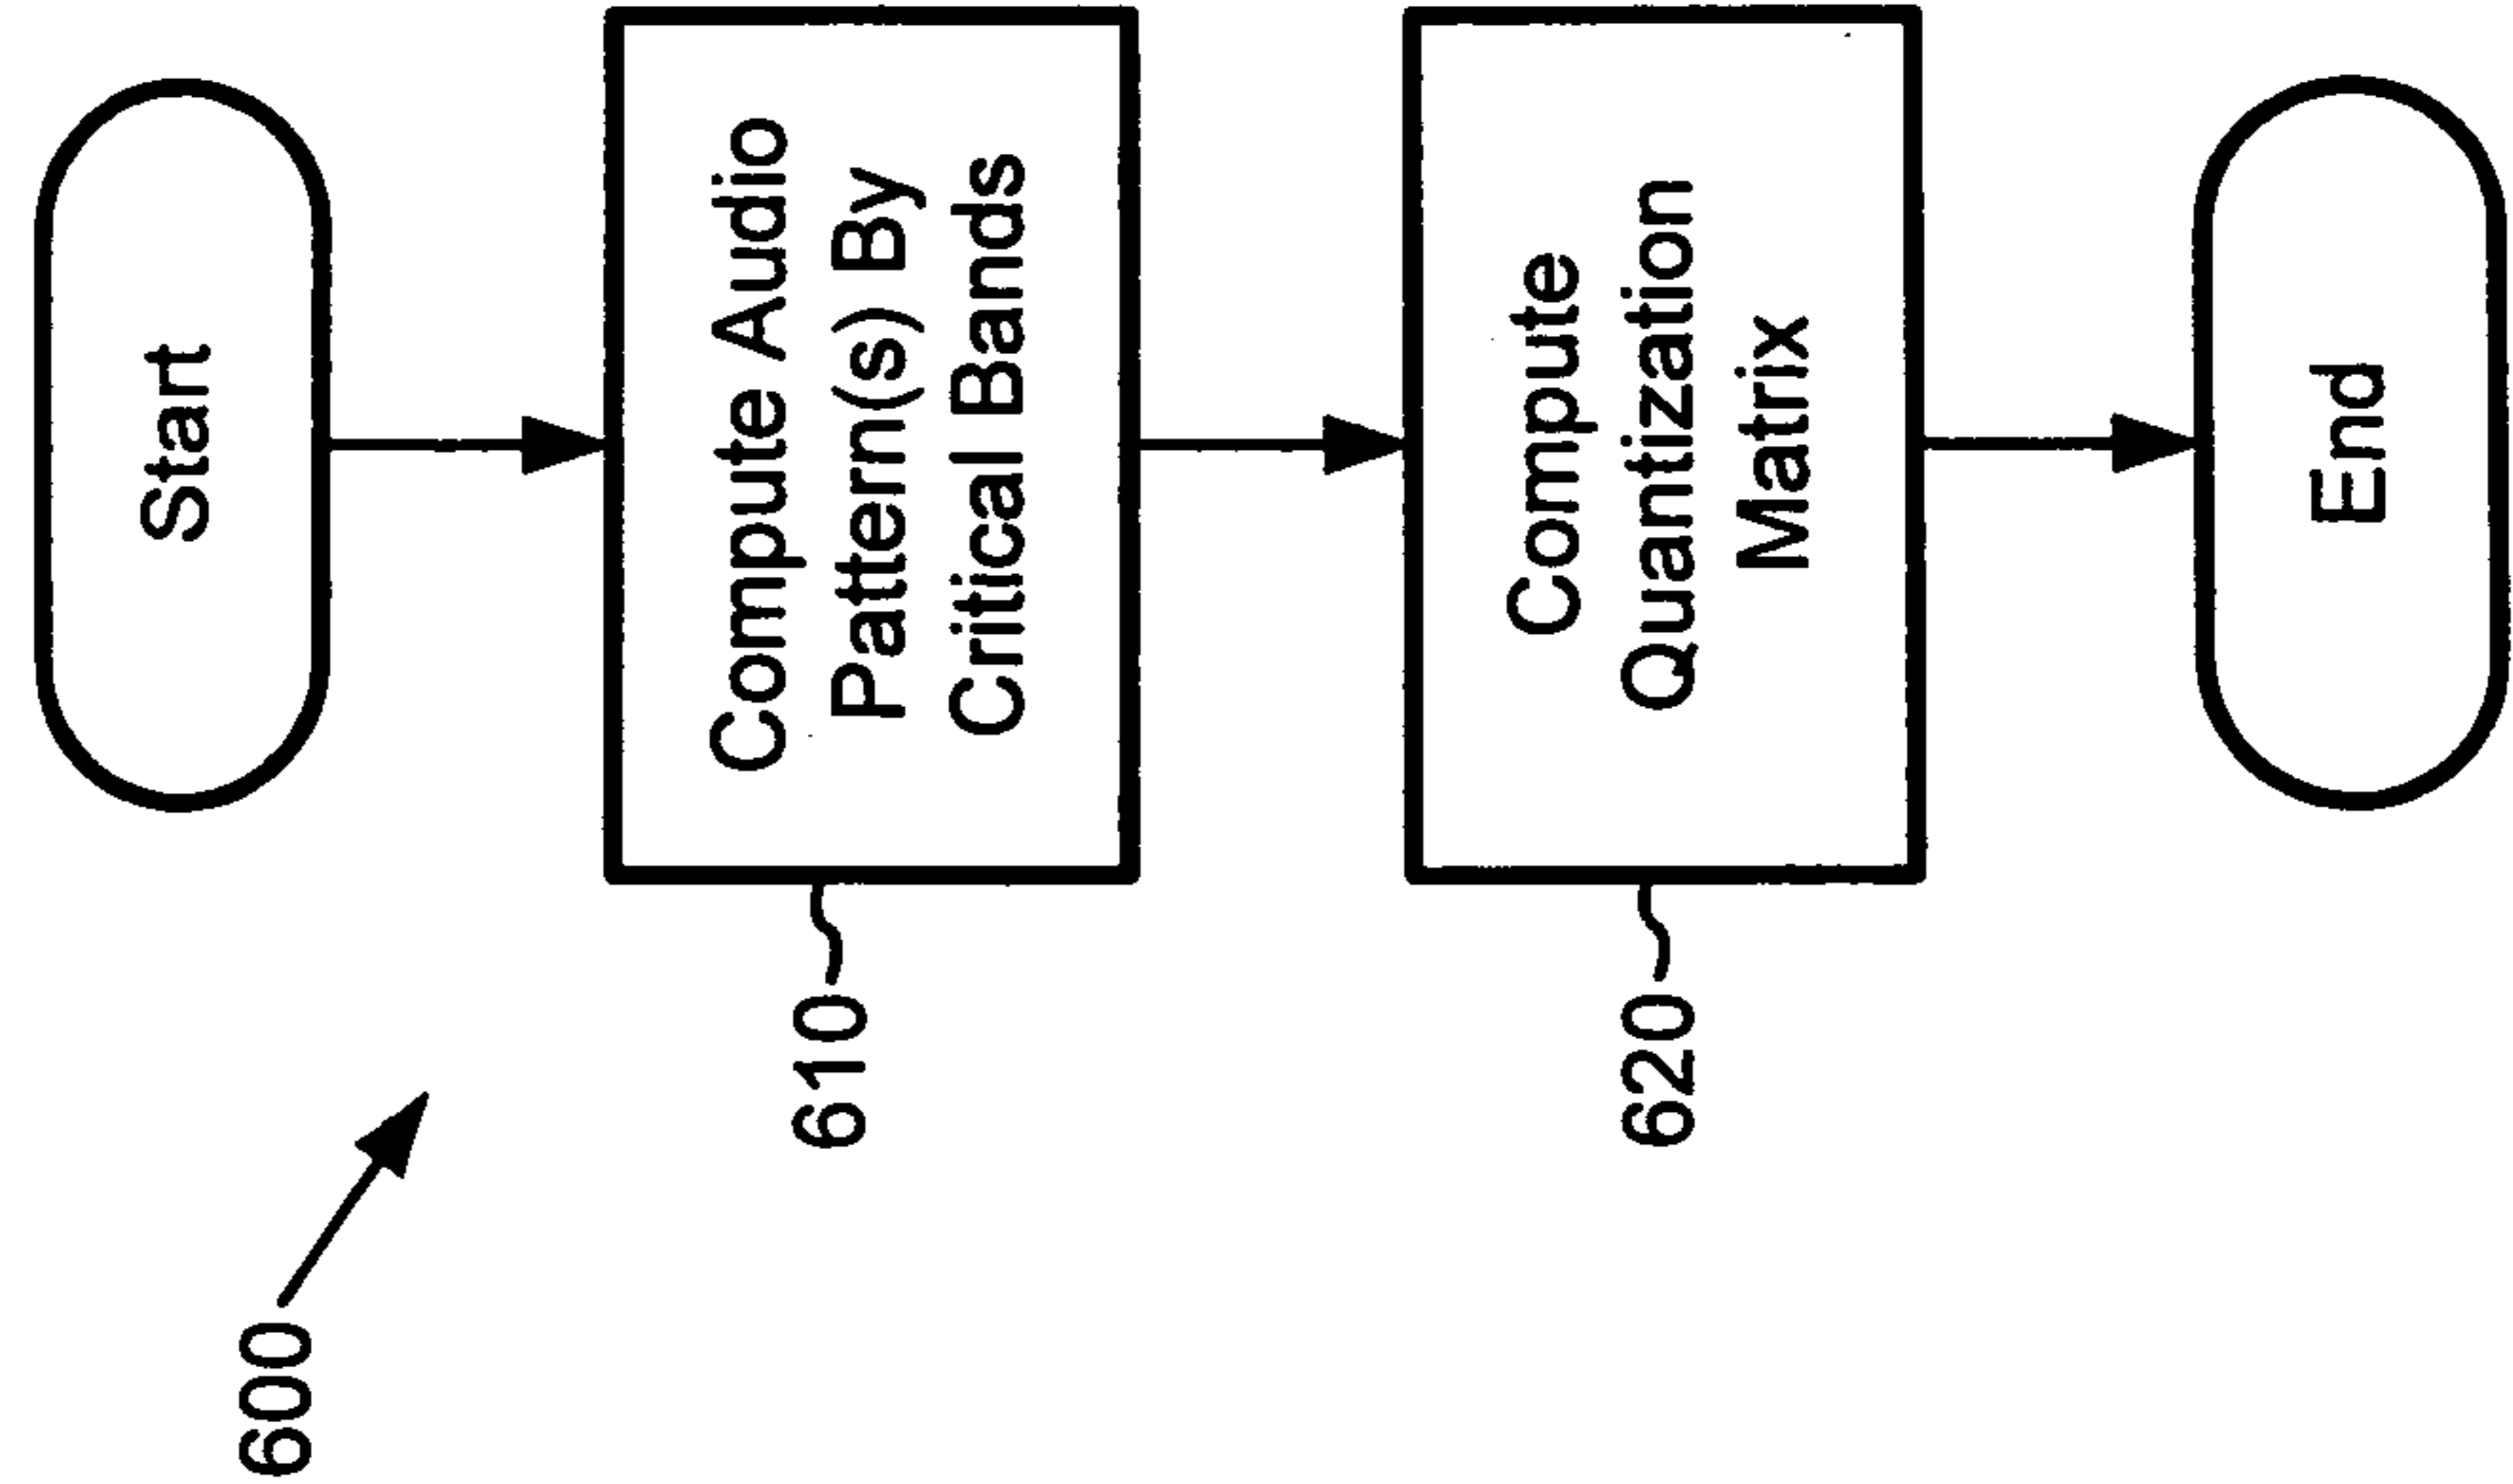 600
Start
610
Compute Audio
Pattern(s) By
Critical Bands
620
Compute
Quantization
Matrix
End